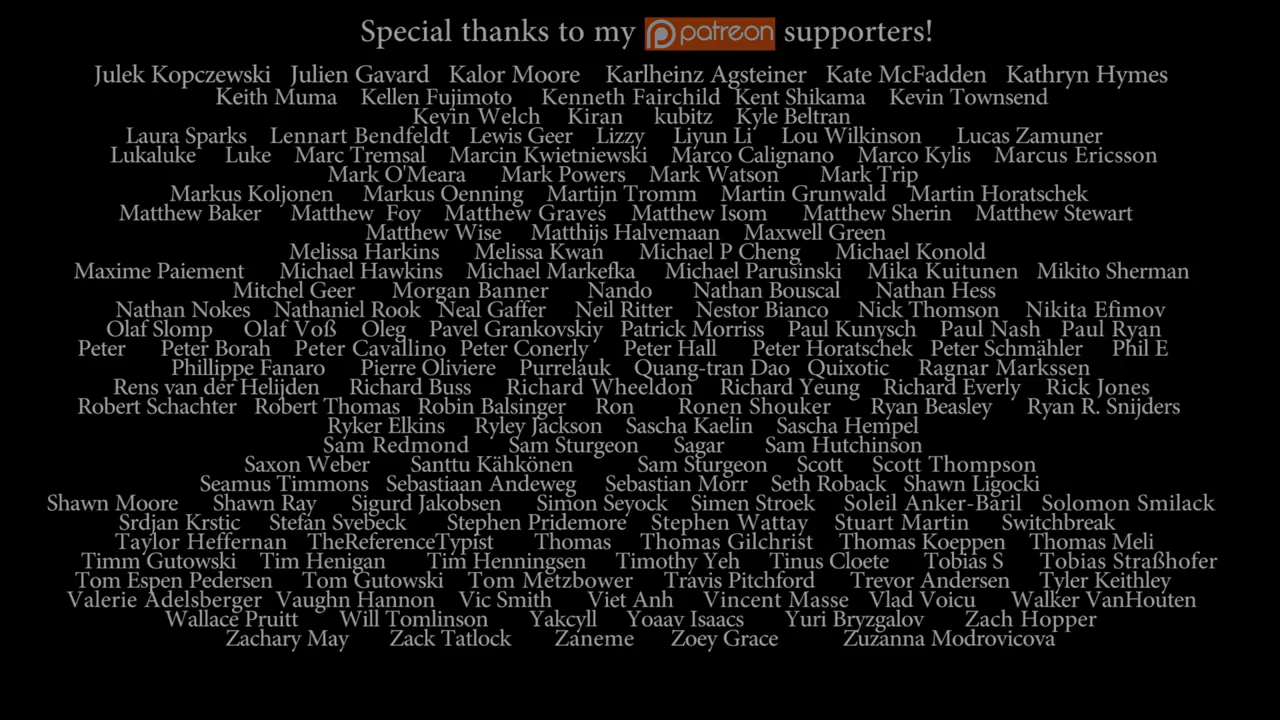 Special thanks to my patreon supporters!
Julek Kopczewski Julien Gavard Kalor Moore Karlheinz Agsteiner Kate McFadden Kathryn Hymes
Keith Muma Kellen Fujimoto Kenneth Fairchild Kent Shikama Kevin Townsend
Kevin Welch Kiran kubitz Kyle Beltran
Laura Sparks Lennart Bendfeldt Lewis Geer Lizzy Liyun Li Lou Wilkinson Lucas Zamuner
Lukaluke Luke Marc Tremsal Marcin Kwietniewski Marco Calignano Marco Kylis Marcus Ericsson
Mark O'Meara Mark Powers Mark Watson Mark Trip
Markus Koljonen Markus Oenning Martijn Tromm Martin Grunwald Martin Horatschek
Matthew Baker Matthew Foy Matthew Graves Matthew Isom Matthew Sherin Matthew Stewart
Matthew Wise Matthijs Halvemaan Maxwell Green
Melissa Harkins Melissa Kwan Michael P Cheng Michael Konold
Maxime Paiement Michael Hawkins Michael Markefka Michael Parusinski Mika Kuitunen Mikito Sherman
Mitchel Geer Morgan Banner Nando Nathan Bouscal Nathan Hess
Nathan Nokes Nathaniel Rook Neal Gaffer Neil Ritter Nestor Bianco Nick Thomson Nikita Efimov
Olaf Slomp Olaf Voß Oleg Pavel Grankovskiy Patrick Morriss Paul Kunysch Paul Nash Paul Ryan
Peter Peter Borah Peter Cavallino Peter Conerly Peter Hall Peter Horatschek Peter Schmähler Phil E
Phillippe Fanaro Pierre Oliviere Purrelauk Quang-tran Dao Quixotic Ragnar Markssen
Rens van der Helijden Richard Buss Richard Wheeldon Richard Yeung Richard Everly Rick Jones
Robert Schachter Robert Thomas Robin Balsinger Ron Ronen Shouker Ryan Beasley Ryan R. Snijders
Ryker Elkins Ryley Jackson Sascha Kaelin Sascha Hempel
Sam Redmond Sam Sturgeon Sagar Sam Hutchinson
Saxon Weber Santtu Kähkönen Sam Sturgeon Scott Scott Thompson
Seamus Timmons Sebastiaan Andeweg Sebastian Morr Seth Roback Shawn Ligocki
Shawn Moore Shawn Ray Sigurd Jakobsen Simon Seyock Simen Stroek Soleil Anker-Baril Solomon Smilack
Srdjan Krstic Stefan Svebeck Stephen Pridemore Stephen Wattay Stuart Martin Switchbreak
Taylor Heffernan TheReferenceTypist Thomas Thomas Gilchrist Thomas Koeppen Thomas Meli
Timm Gutowski Tim Henigan Tim Henningsen Timothy Yeh Tinus Cloete Tobias S Tobias Straßhofer
Tom Espen Pedersen Tom Gutowski Tom Metzbower Travis Pitchford Trevor Andersen Tyler Keithley
Valerie Adelsberger Vaughn Hannon Vic Smith Viet Anh Vincent Masse Vlad Voicu Walker VanHouten
Wallace Pruitt Will Tomlinson Yakcyll Yoaav Isaacs Yuri Bryzgalov Zach Hopper
Zachary May Zack Tatlock Zaneme Zoey Grace Zuzanna Modrovicova